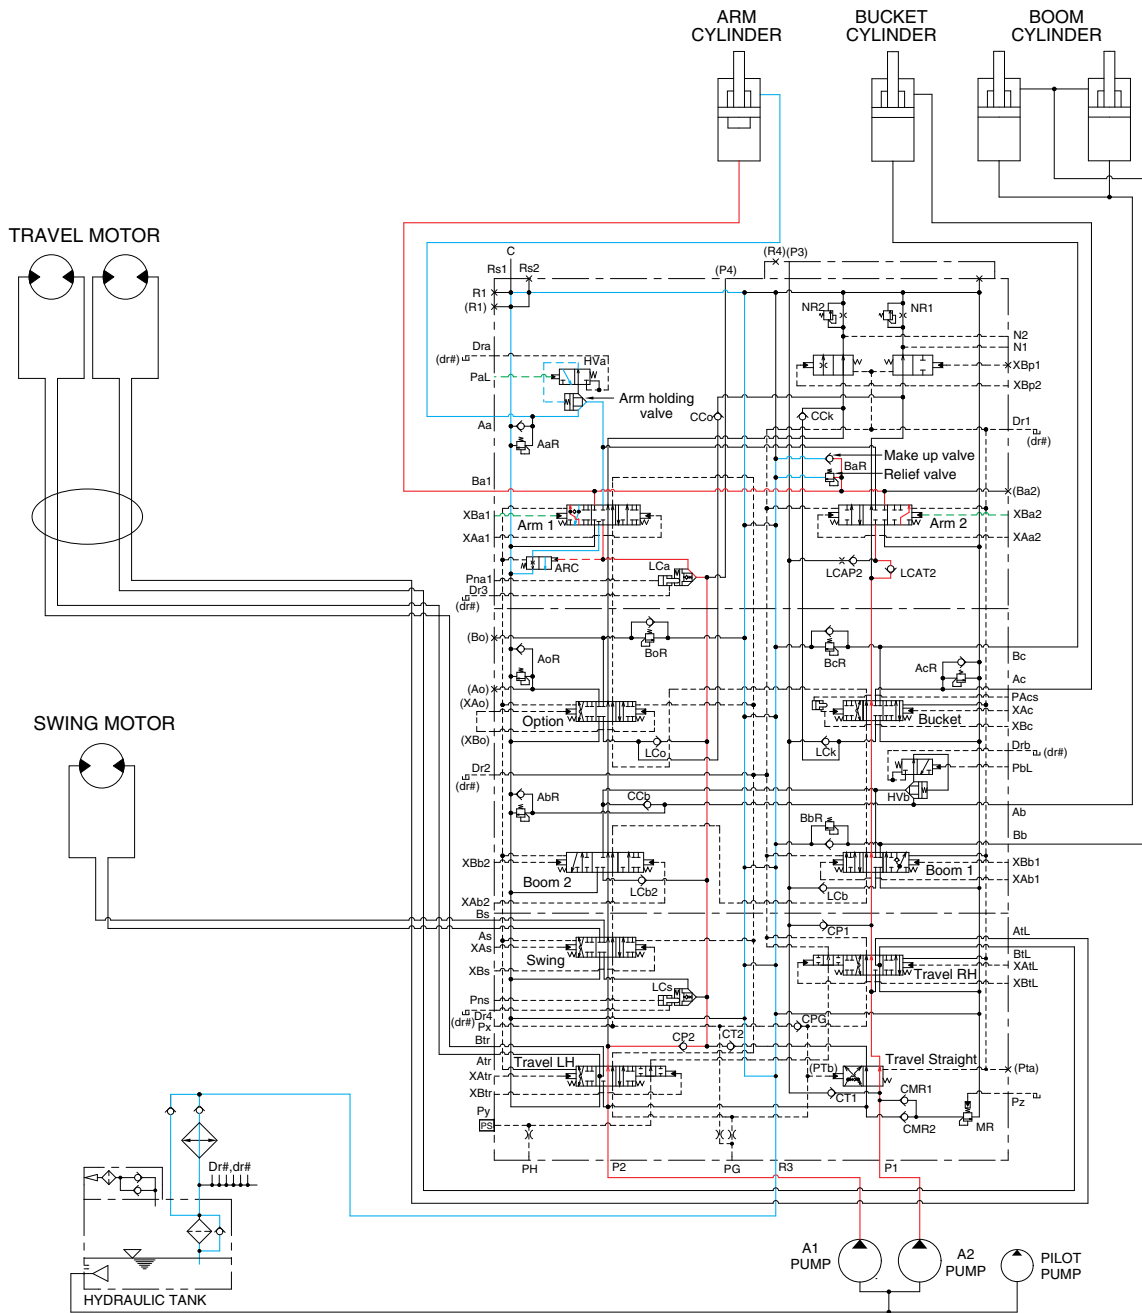 ARM
CYLINDER
BUCKET
CYLINDER
BOOM
CYLINDER
TRAVEL MOTOR
C
(R4)
(P3)
Rs1
Rs2
(P4)
R1
(R1)
NR2
NR1
N2
N1
Dra
(dr#)
HVa
XBp1
PaL
XBp2
Arm holding
valve
CCo
CCk
Aa
Dr1
(dr#)
AaR
Make up valve
BaR
Relief valve
Ba1
(Ba2)
XBa1
Arm 1
Arm 2
XBa2
XAa1
XAa2
ARC
LCa
LCAP2
LCAT2
Pna1
Dr3
(dr#)
(Bo)
BoR
BcR
Bc
AoR
AcR
Ac
(Ao)
PAcs
(XAo)
XAc
Option
Bucket
XBc
(XBo)
LCo
LCk
Drb
(dr#)
Dr2
(dr#)
PbL
HVb
AbR
CCb
Ab
BbR
Bb
XBb2
XBb1
Boom 2
Boom 1
LCb2
LCb
XAb1
XAb2
Bs
CP1
AtL
As
XAs
BtL
Swing
Travel RH
XAtL
XBs
XBtL
LCs
Pns
Dr4
(dr#)
Px
CPG
Btr
CP2
CT2
Atr
Travel LH
Travel Straight
(PTb)
(Pta)
XAtr
XBtr
CT1
CMR1
Pz
Py
PS
CMR2
MR
PH
P2
PG
R3
P1
SWING MOTOR
Dr#,dr#
HYDRAULIC TANK
A1
PUMP
A2
PUMP
PILOT
PUMP